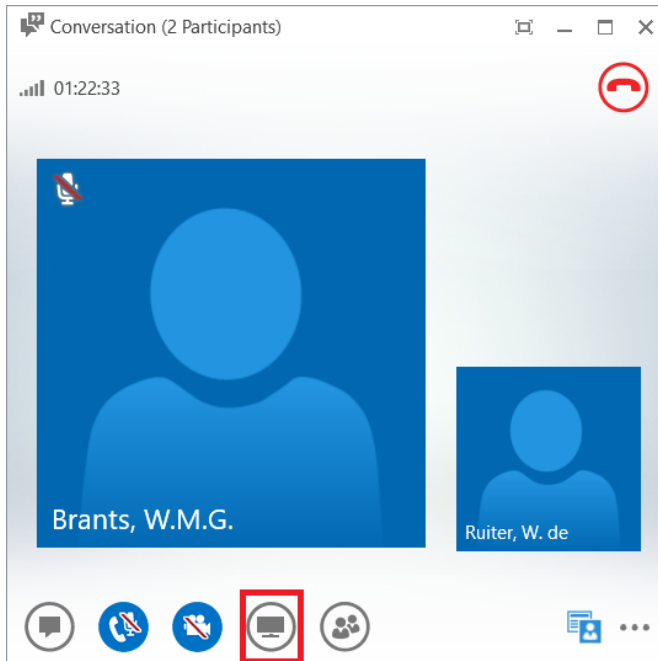 Conversation (2 Participants)
01:22:33
Brants, W.M.G.
Ruiter, W. de